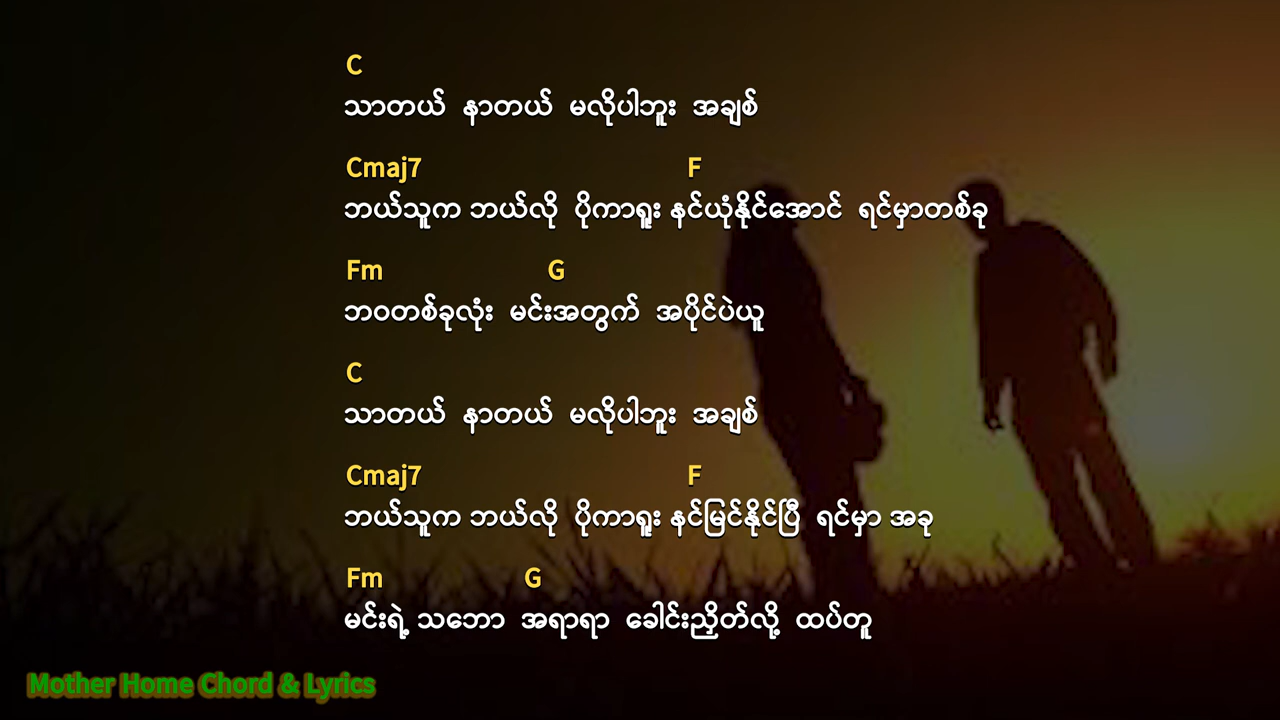 C
သာတယ် နာတယ် မလိုပါဘူး အချစ်
Cmaj7 F
ဘယ်သူက ဘယ်လို ပိုကာရူး နင်ယုံနိုင်အောင် ရင်မှာတစ်ခု
Fm G
ဘဝတစ်ခုလုံး မင်းအတွက် အပိုင်ပဲယူ
C
သာတယ် နာတယ် မလိုပါဘူး အချစ်
Cmaj7 F
ဘယ်သူက ဘယ်လို ပိုကာရူး နင်မြင်နိုင်ပြီ ရင်မှာ အခု
Fm G
မင်းရဲ့ သဘော အရာရာ ခေါင်းညှိတ်လို့ ထပ်တူ
Mother Home Chord & Lyrics